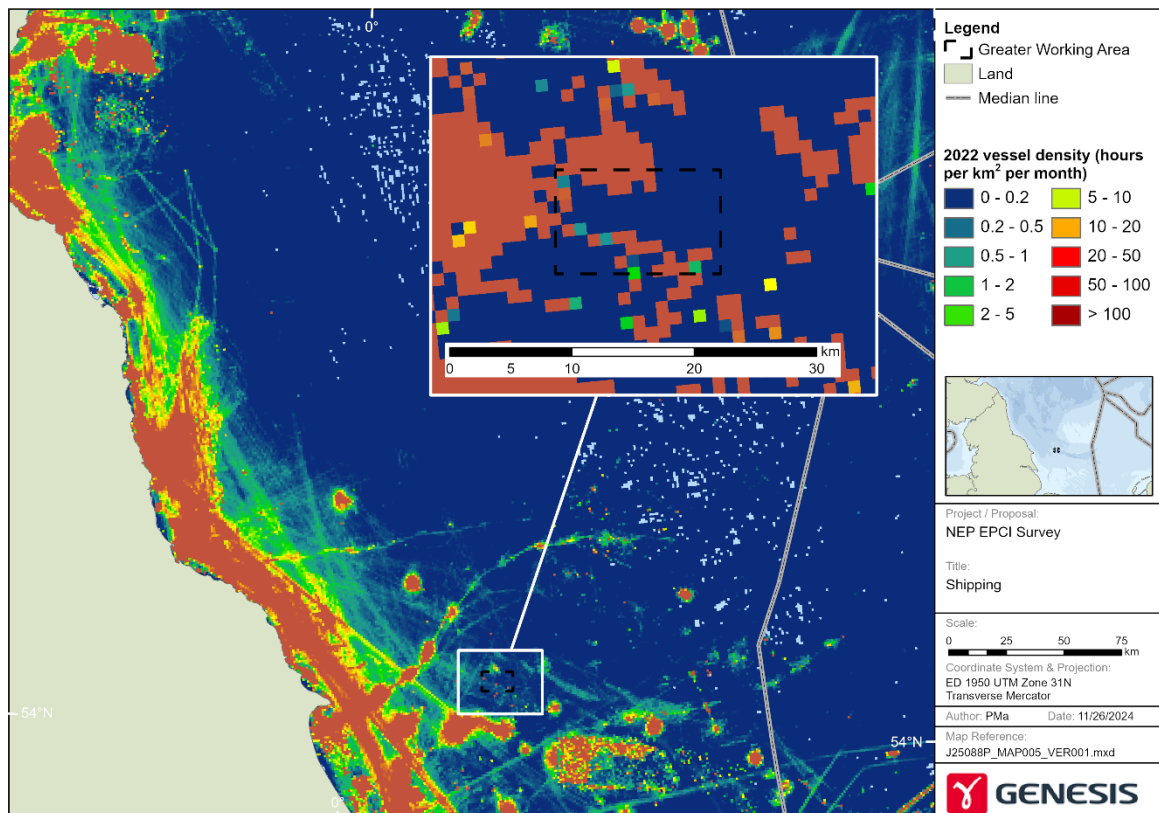 0°
km
0 5 10 20 30
54°N
54°N
0°
Legend
Greater Working Area
Land
Median line
2022 vessel density (hours
per km² per month)
0 - 0.2
5 - 10
0.2 - 0.5
10 - 20
0.5 - 1
20 - 50
1 - 2
50 - 100
2 - 5
> 100
Project / Proposal:
NEP EPCI Survey
Title:
Shipping
Scale:
0 25 50 75
km
Coordinate System & Projection:
ED 1950 UTM Zone 31N
Transverse Mercator
Author: PMa Date: 11/26/2024
Map Reference:
J25088P_MAP005_VER001.mxd
GENESIS